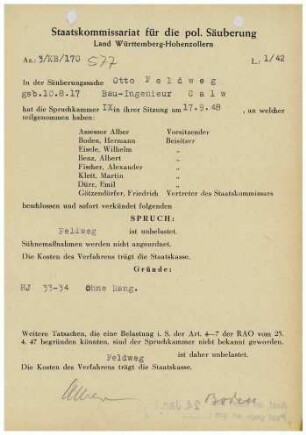 Staatskommissariat für die pol. Säuberung
Land Württemberg-Hohenzollern
Az. 3/KB/170 577 L. 1/42
In der Säuberungssache Otto Feldweg
geb.10.8.17 Bau-Ingenieur Calw
hat die Spruchkammer IX in ihrer Sitzung am 17.9.48 , an welcher
teilgenommen haben:
Assessor Alber Vorsitzender
Boden, Hermann Beisitzer
Eisele, Wilhelm "
Benz, Albert "
Fischer, Alexander "
Klett, Martin "
Dürr, Emil "
Götzendörfer, Friedrich Vertreter des Staatskommissars
beschlossen und sofort verkündet folgenden
SPRUCH:
Feldweg ist unbelastet.
Sühnemaßnahmen werden nicht angeordnet.
Die Kosten des Verfahrens trägt die Staatskasse.
Gründe:
HJ 33-34 Ohne Rang.
Weitere Tatsachen, die eine Belastung i. S. der Art. 4—7 der RAO vom 25.
4. 47 begründen könnten, sind der Spruchkammer nicht bekannt geworden.
Feldweg ist daher unbelastet.
Die Kosten des Verfahrens trägt die Staatskasse.
Alber Boden